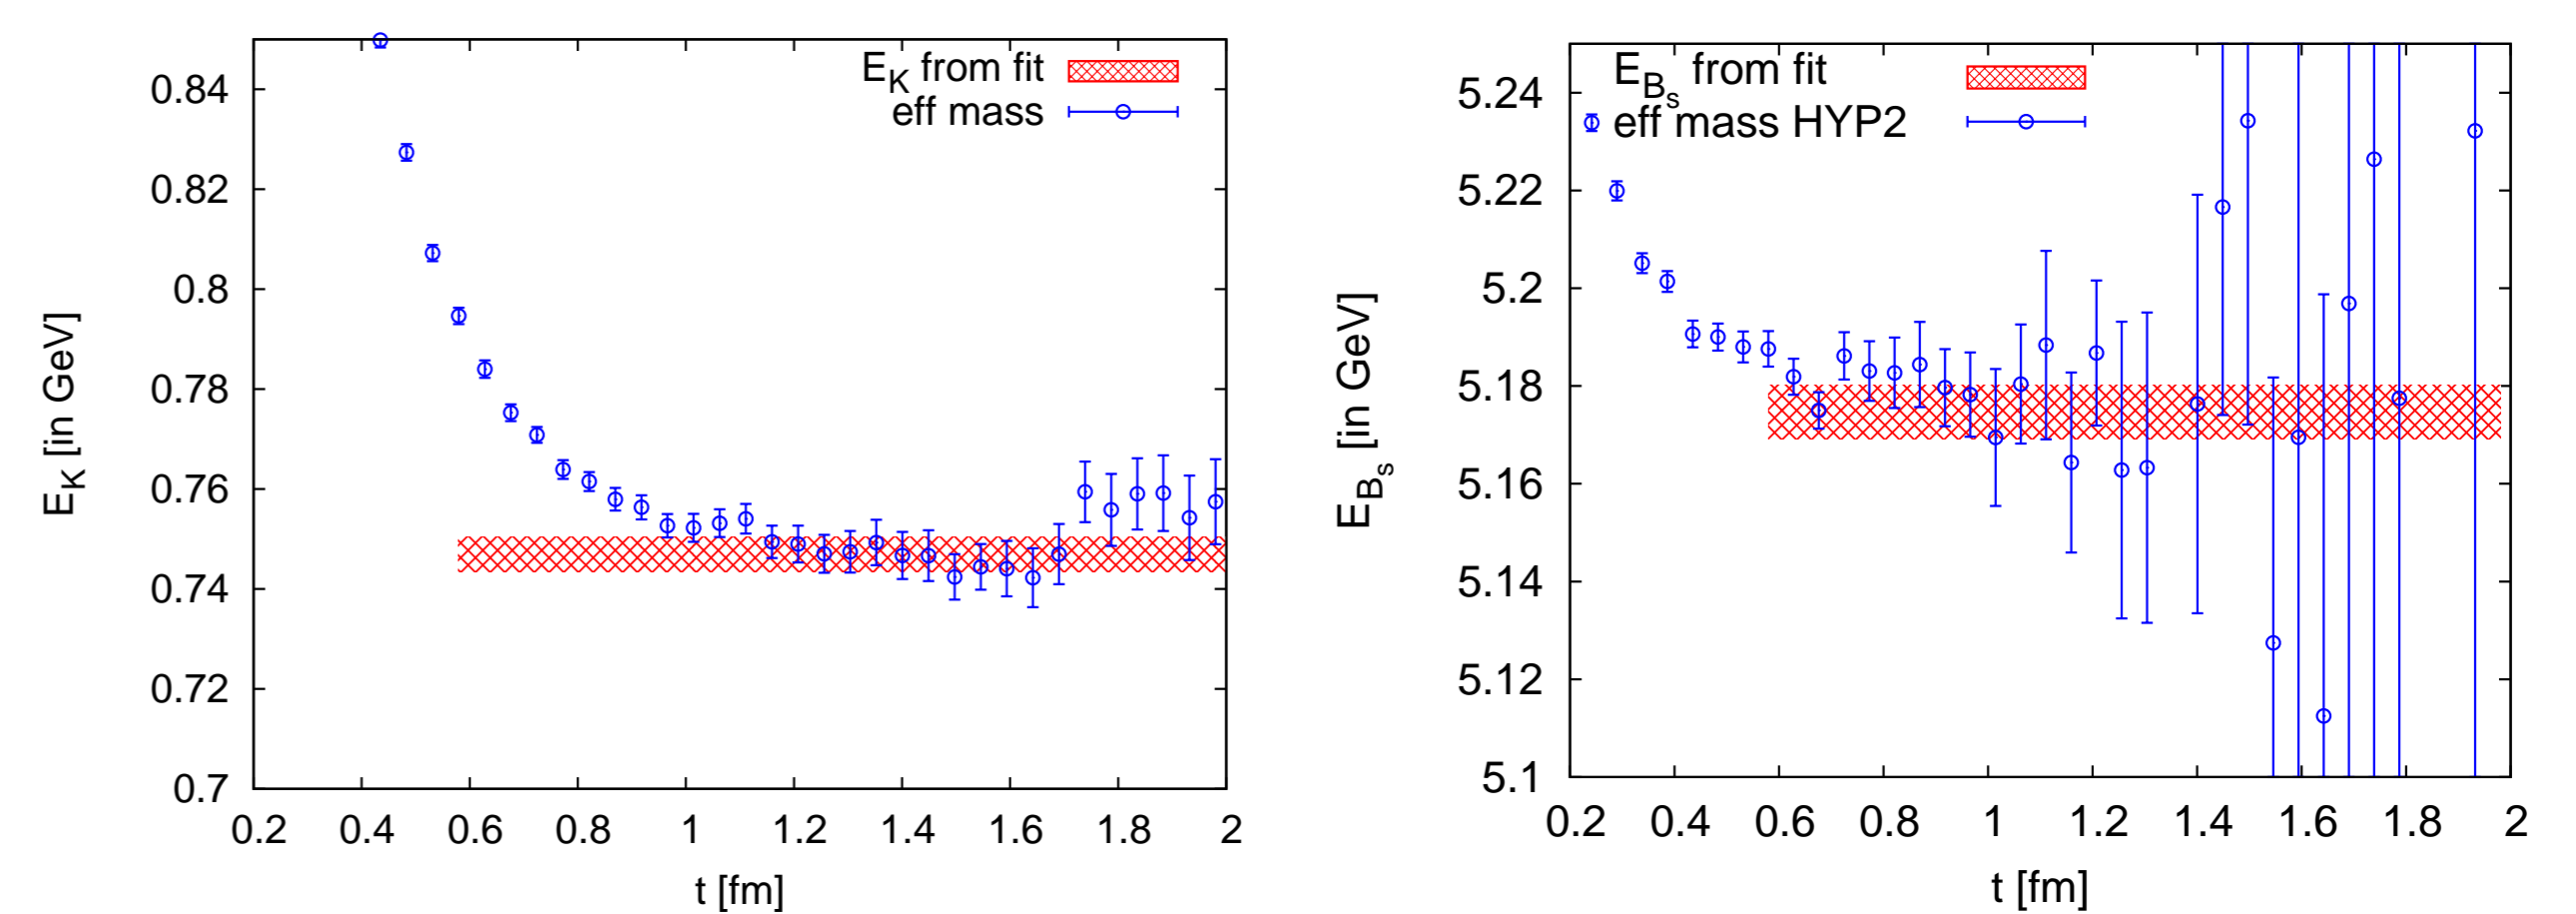 E_K from fit
eff mass
0.84
0.82
0.8
0.78
0.76
0.74
0.72
0.7
E_K [in GeV]
0.2 0.4 0.6 0.8 1 1.2 1.4 1.6 1.8 2
t [fm]
E_{B_s} from fit
eff mass HYP2
5.24
5.22
5.2
5.18
5.16
5.14
5.12
5.1
E_{B_s} [in GeV]
0.2 0.4 0.6 0.8 1 1.2 1.4 1.6 1.8 2
t [fm]